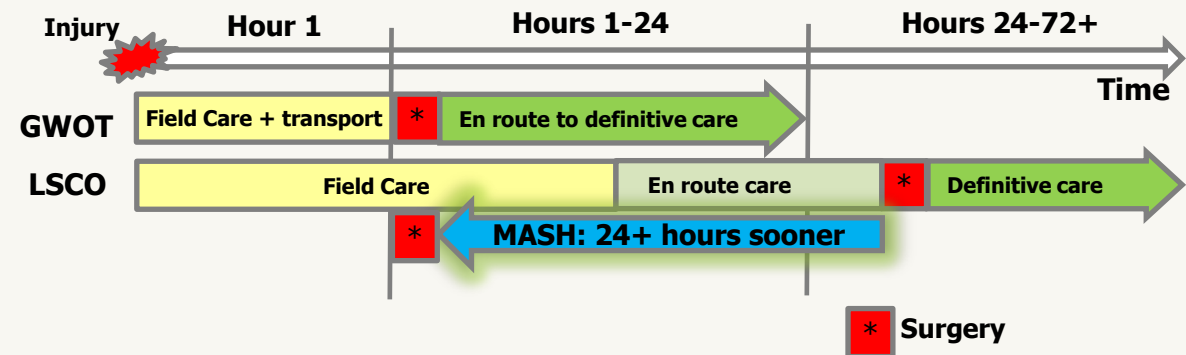 Injury
Hour 1
Hours 1-24
Hours 24-72+
Time
GWOT
Field Care + transport
*
En route to definitive care
LSCO
Field Care
En route care
*
Definitive care
*
MASH: 24+ hours sooner
*
Surgery